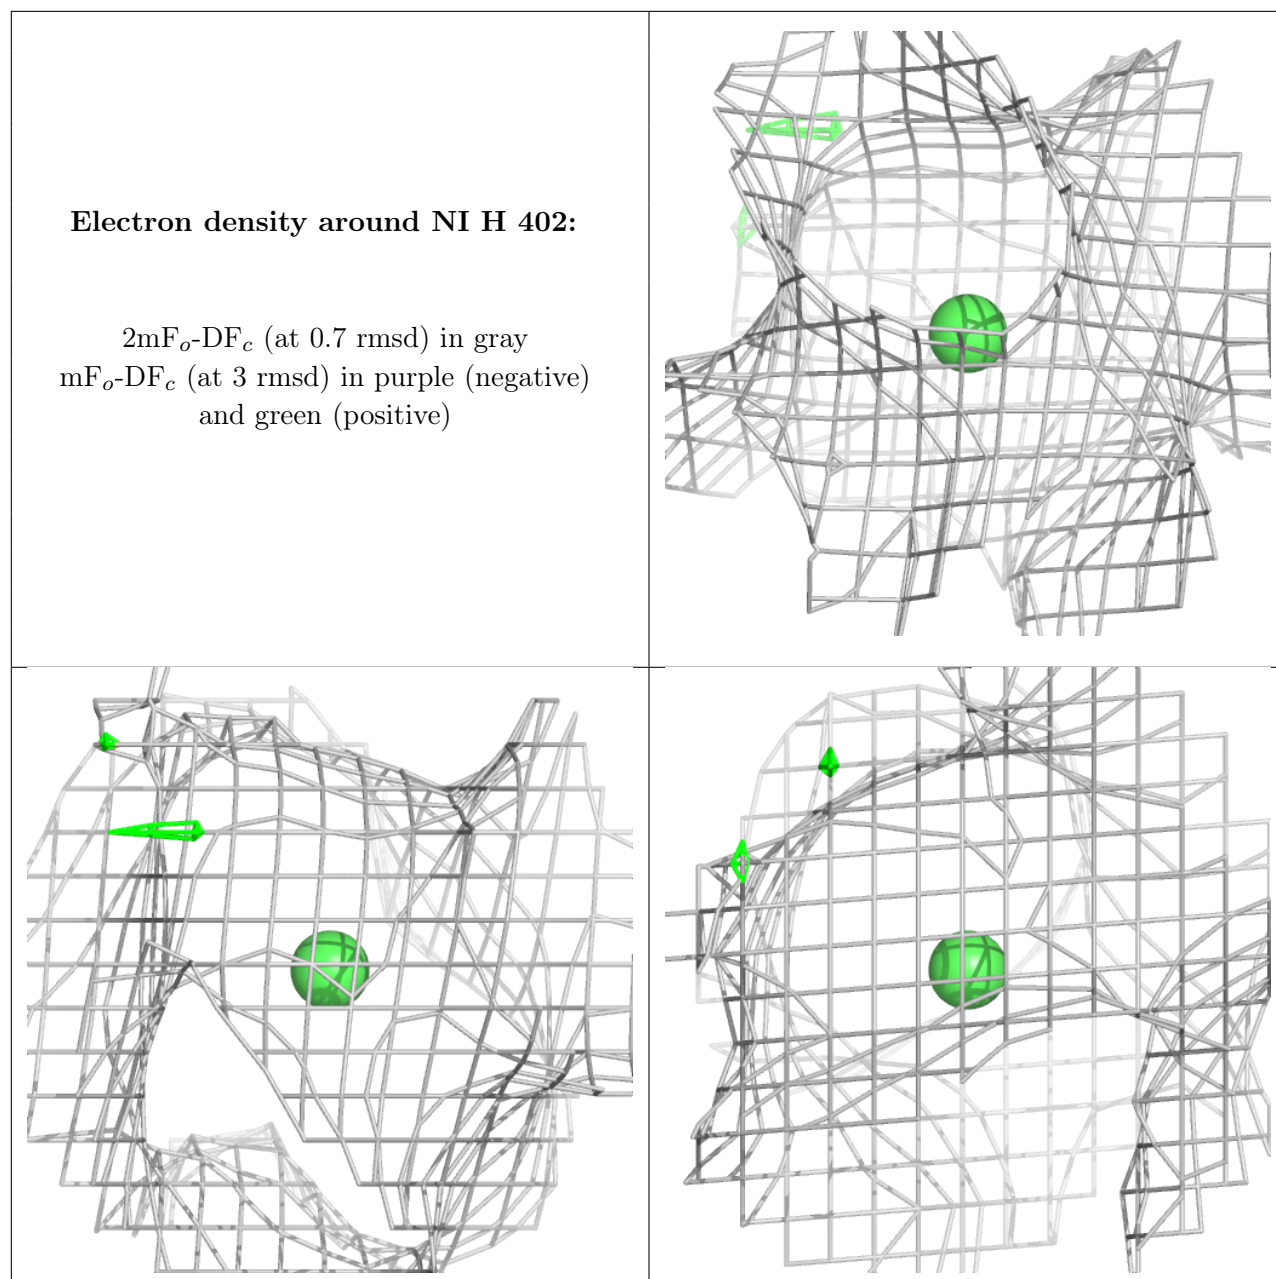 Electron density around NI H 402:
2mFo-DFc (at 0.7 rmsd) in gray
mFo-DFc (at 3 rmsd) in purple (negative)
and green (positive)